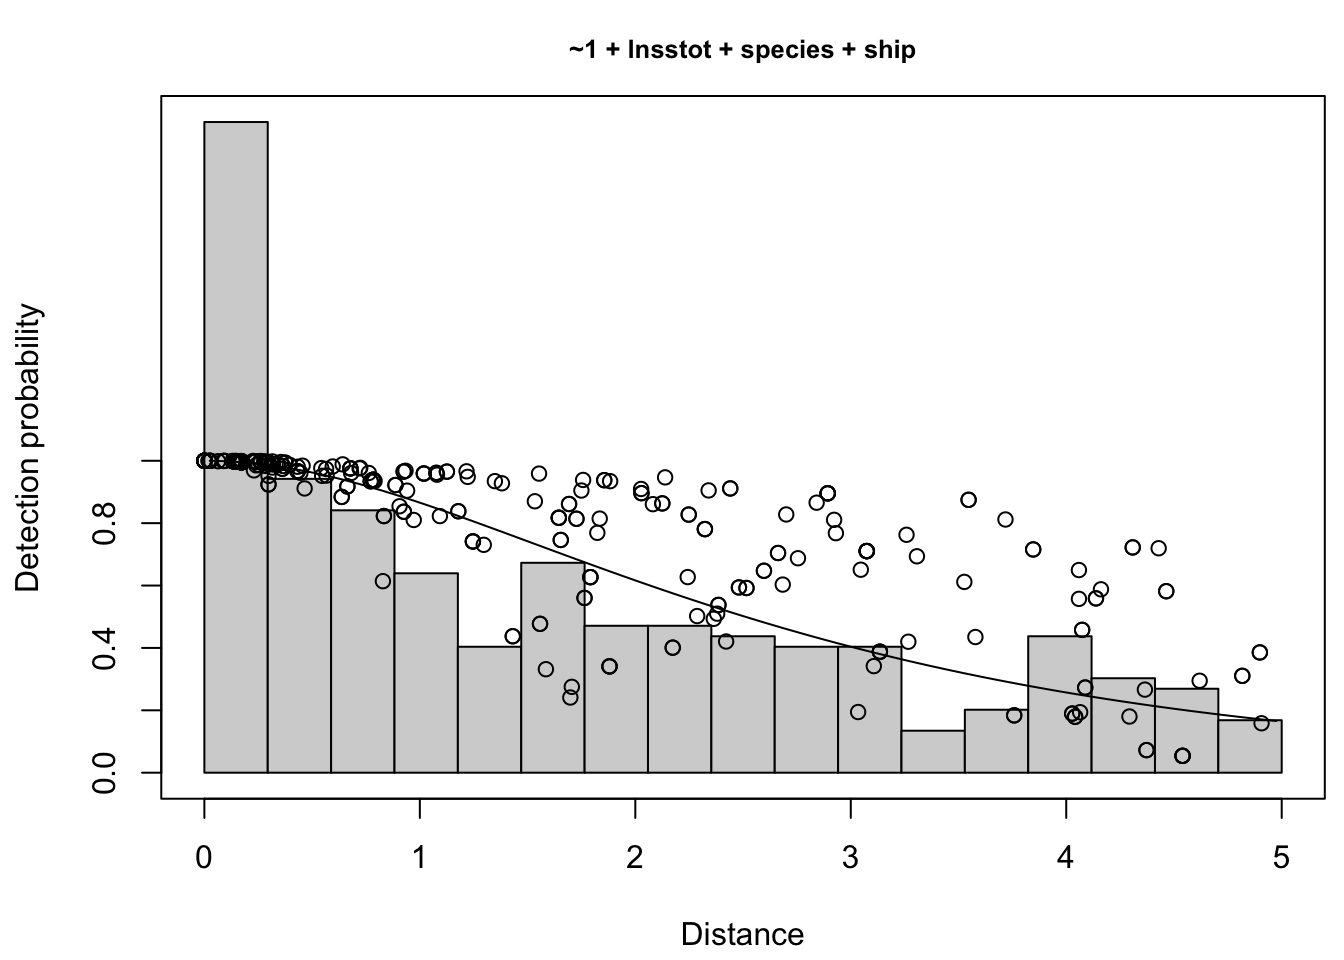 ~1 + lnsstot + species + ship
Detection probability
0.8
0.4
0.0
0 1 2 3 4 5
Distance